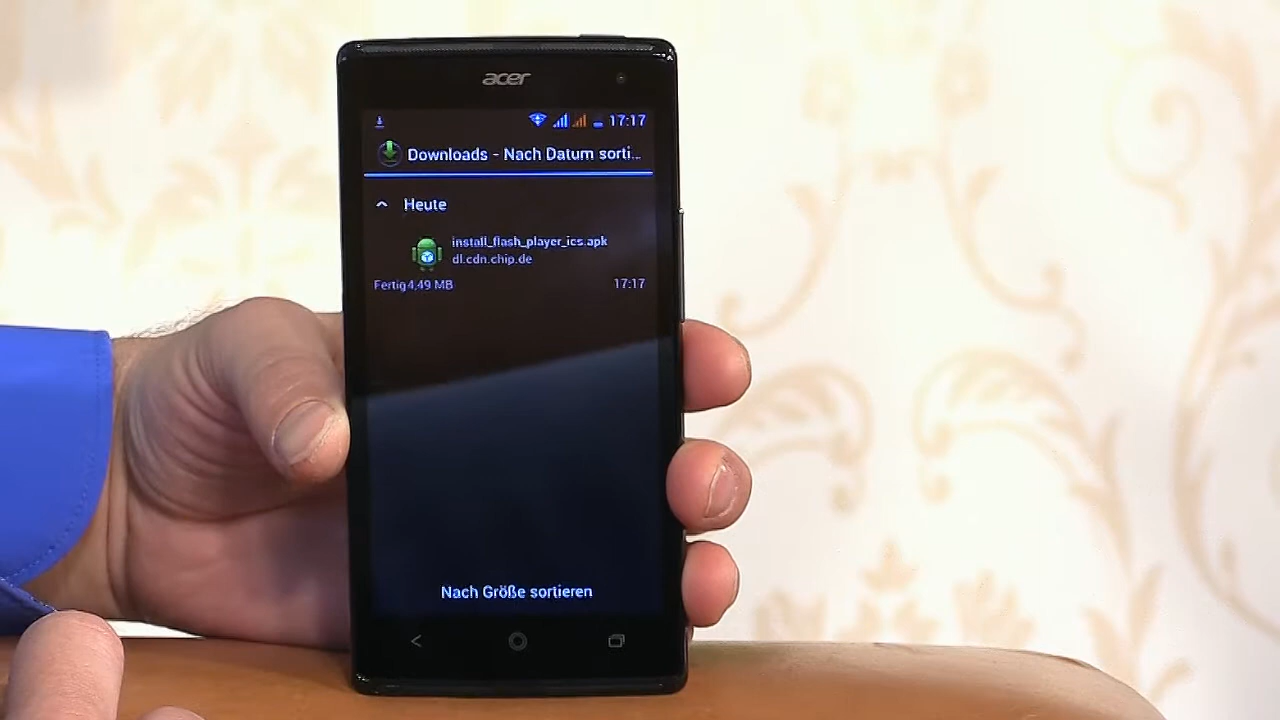 acer
17:17
Downloads - Nach Datum sorti...
Heute
install_flash_player_ics.apk
dl.cdn.chip.de
Fertig 4,49 MB 17:17
Nach Größe sortieren